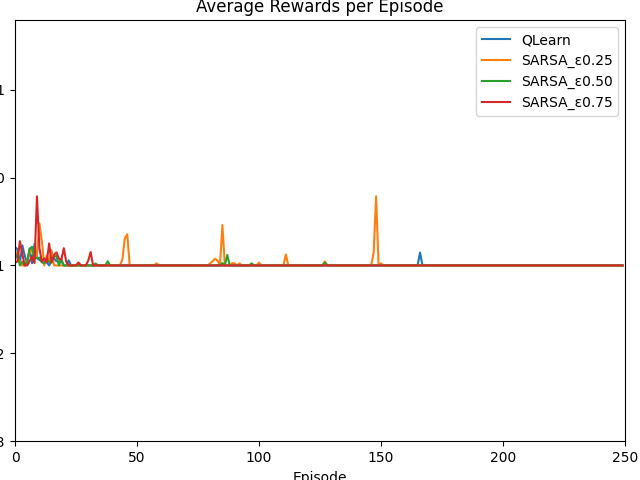 Average Rewards per Episode
QLearn
SARSA_ε0.25
SARSA_ε0.50
SARSA_ε0.75
1
0
1
2
3
0 50 100 150 200 250
Episode